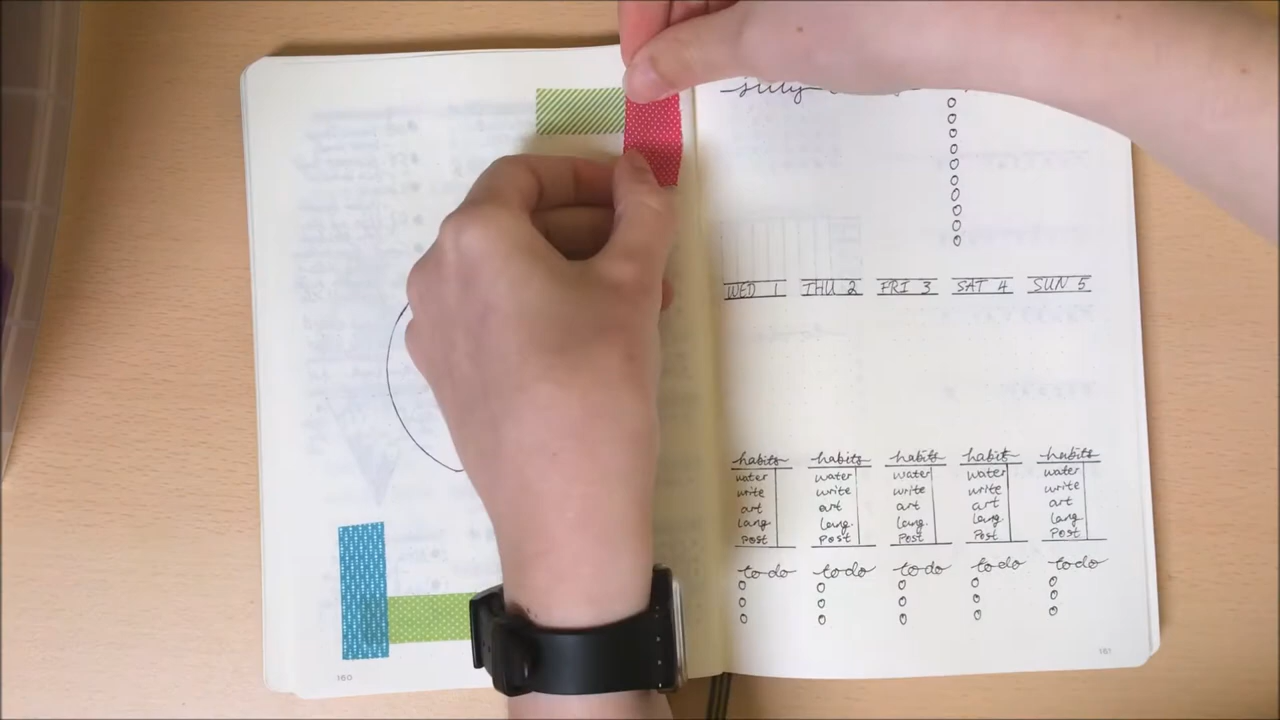 July
WED 1 THU 2 FRI 3 SAT 4 SUN 5
habits habits habits habits habits
water water water water water
write write write write write
art art art art art
lang lang. lang. lang lang
post post post post post
to do to do to do to do to do
160
161